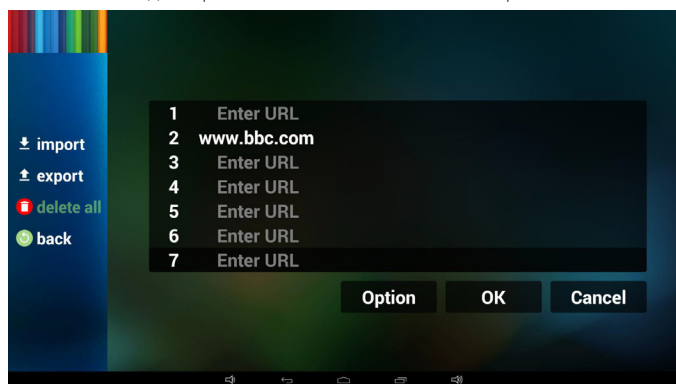 import
export
delete all
back
1 Enter URL
2 www.bbc.com
3 Enter URL
4 Enter URL
5 Enter URL
6 Enter URL
7 Enter URL
Option OK Cancel